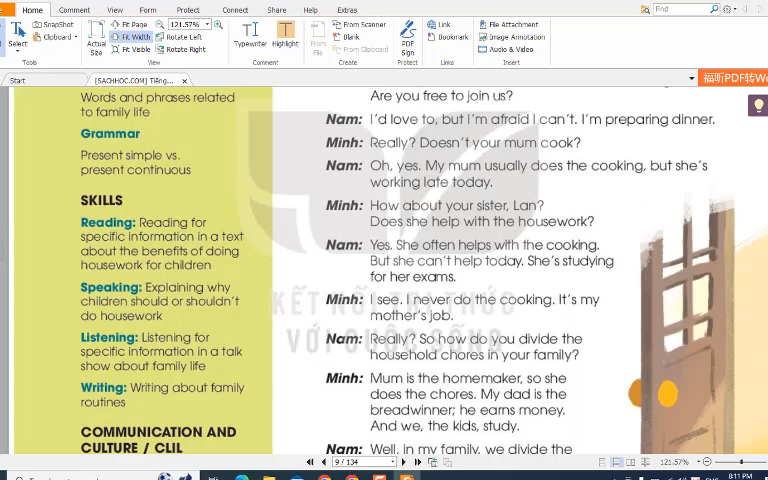 Home Comment View Form Protect Connect Share Help Extras
Find
SnapShot
Clipboard
Select
Actual Size
Fit Page
Fit Width
Fit Visible
121.57%
Rotate Left
Rotate Right
Typewriter
Highlight
From File
From Scanner
Blank
From Clipboard
PDF Sign
Link
Bookmark
File Attachment
Image Annotation
Audio & Video
Tools View Comment Create Protect Links Insert
Start
[SACHHOC.COM] Tiếng...
Words and phrases related
to family life
Grammar
Present simple vs.
present continuous
SKILLS
Reading: Reading for
specific information in a text
about the benefits of doing
housework for children
Speaking: Explaining why
children should or shouldn't
do housework
Listening: Listening for
specific information in a talk
show about family life
Writing: Writing about family
routines
COMMUNICATION AND
CULTURE / CLIL
Are you free to join us?
Nam: I'd love to, but I'm afraid I can't. I'm preparing dinner.
Minh: Really? Doesn't your mum cook?
Nam: Oh, yes. My mum usually does the cooking, but she's
working late today.
Minh: How about your sister, Lan?
Does she help with the housework?
Nam: Yes. She often helps with the cooking.
But she can't help today. She's studying
for her exams.
Minh: I see. I never do the cooking. It's my
mother's job.
Nam: Really? So how do you divide the
household chores in your family?
Minh: Mum is the homemaker, so she
does the chores. My dad is the
breadwinner; he earns money.
And we, the kids, study.
Nam: Well, in my family, we divide the
KẾT NỐI TRI THỨC
VỚI CUỘC SỐNG
9 / 134
121.57%
8:11 PM